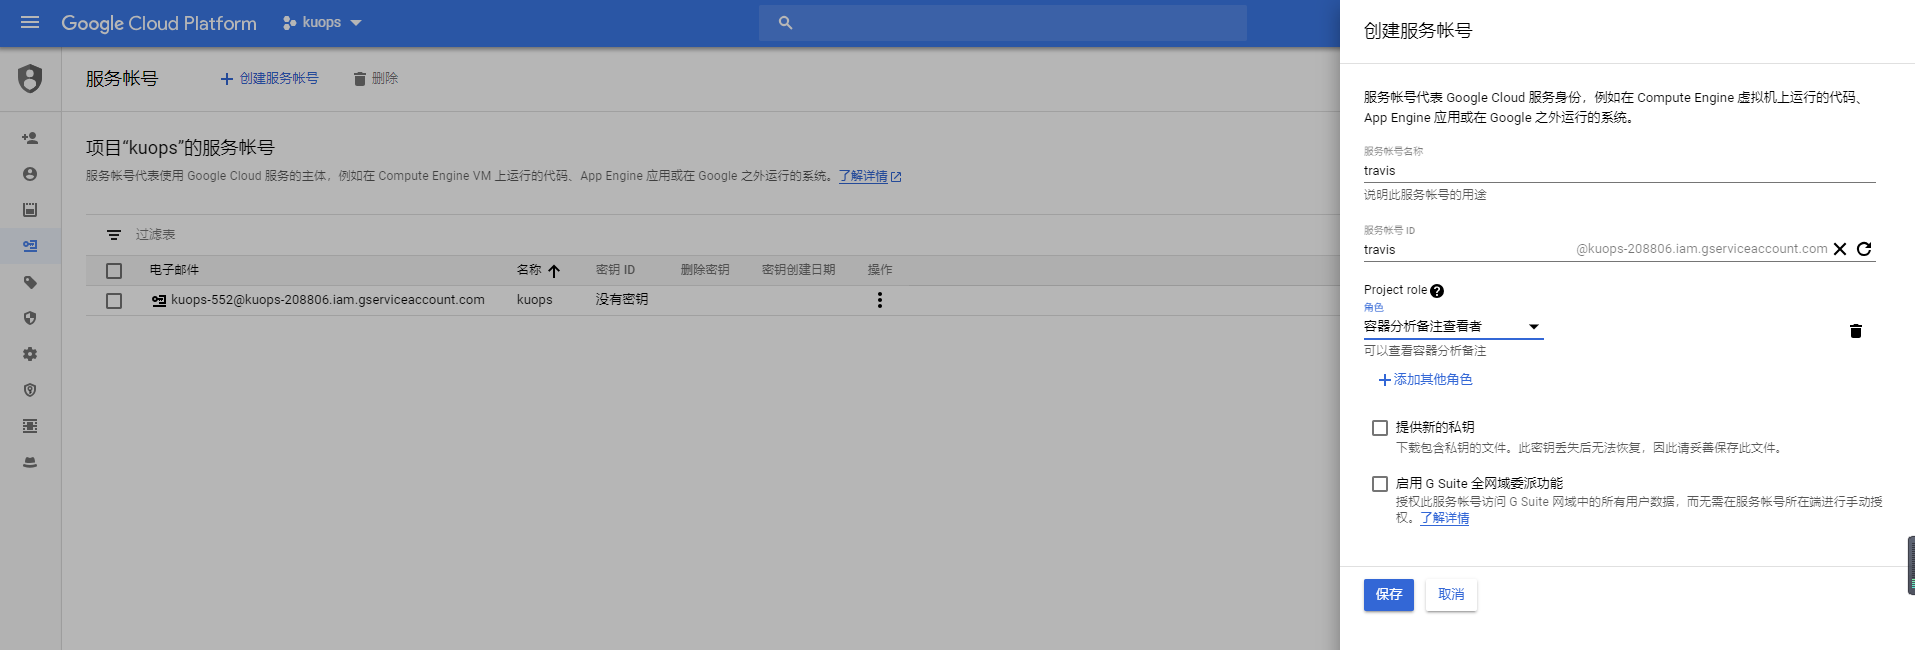 Google Cloud Platform
kuops
服务帐号
创建服务帐号
删除
项目“kuops”的服务帐号
服务帐号代表使用 Google Cloud 服务的主体，例如在 Compute Engine VM 上运行的代码、App Engine 应用或在 Google 之外运行的系统。了解详情
过滤表
电子邮件 名称 密钥 ID 删除密钥 密钥创建日期 操作
kuops-552@kuops-208806.iam.gserviceaccount.com kuops 没有密钥
创建服务帐号
服务帐号代表 Google Cloud 服务身份，例如在 Compute Engine 虚拟机上运行的代码、
App Engine 应用或在 Google 之外运行的系统。
服务帐号名称
travis
说明此服务帐号的用途
服务帐号 ID
travis @kuops-208806.iam.gserviceaccount.com
Project role
角色
容器分析备注查看者
可以查看容器分析备注
添加其他角色
提供新的私钥
下载包含私钥的文件。此密钥丢失后无法恢复，因此请妥善保存此文件。
启用 G Suite 全网域委派功能
授权此服务帐号访问 G Suite 网域中的所有用户数据，而无需在服务帐号所在端进行手动授
权。了解详情
保存 取消